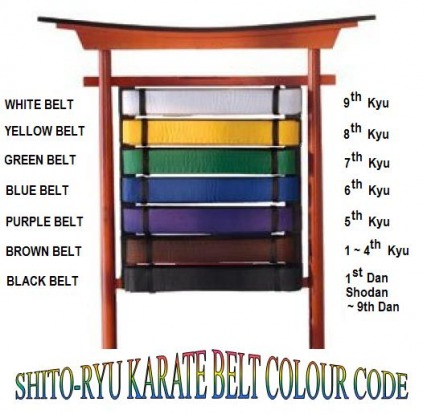 WHITE BELT 9th Kyu
YELLOW BELT 8th Kyu
GREEN BELT 7th Kyu
BLUE BELT 6th Kyu
PURPLE BELT 5th Kyu
BROWN BELT 1 ~ 4th Kyu
BLACK BELT 1st Dan
Shodan
~ 9th Dan
SHITO-RYU KARATE BELT COLOUR CODE